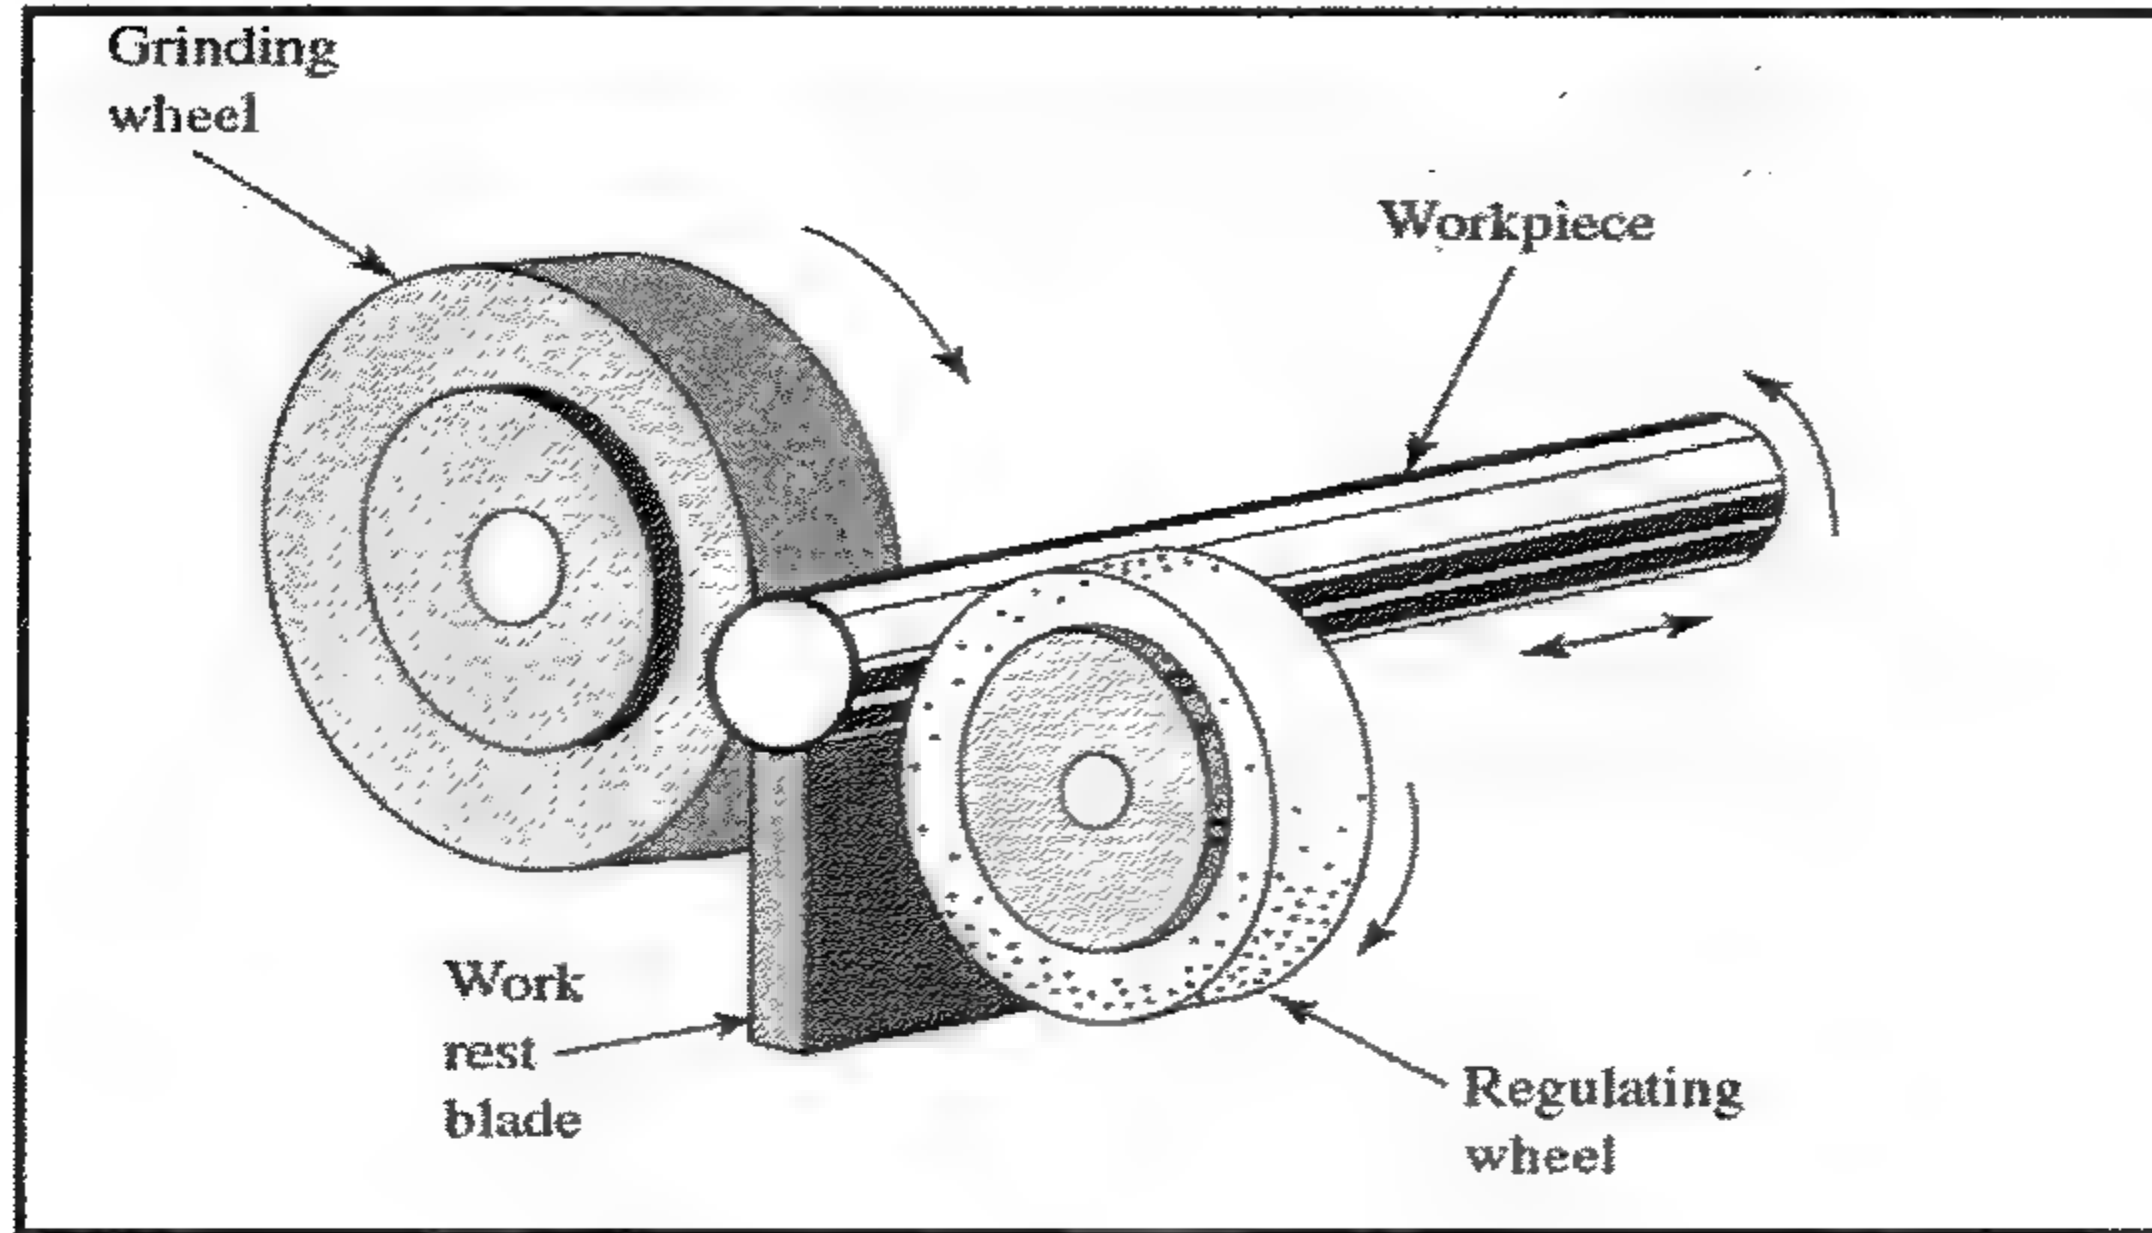 Grinding
wheel
Workpiece
Work
rest
blade
Regulating
wheel